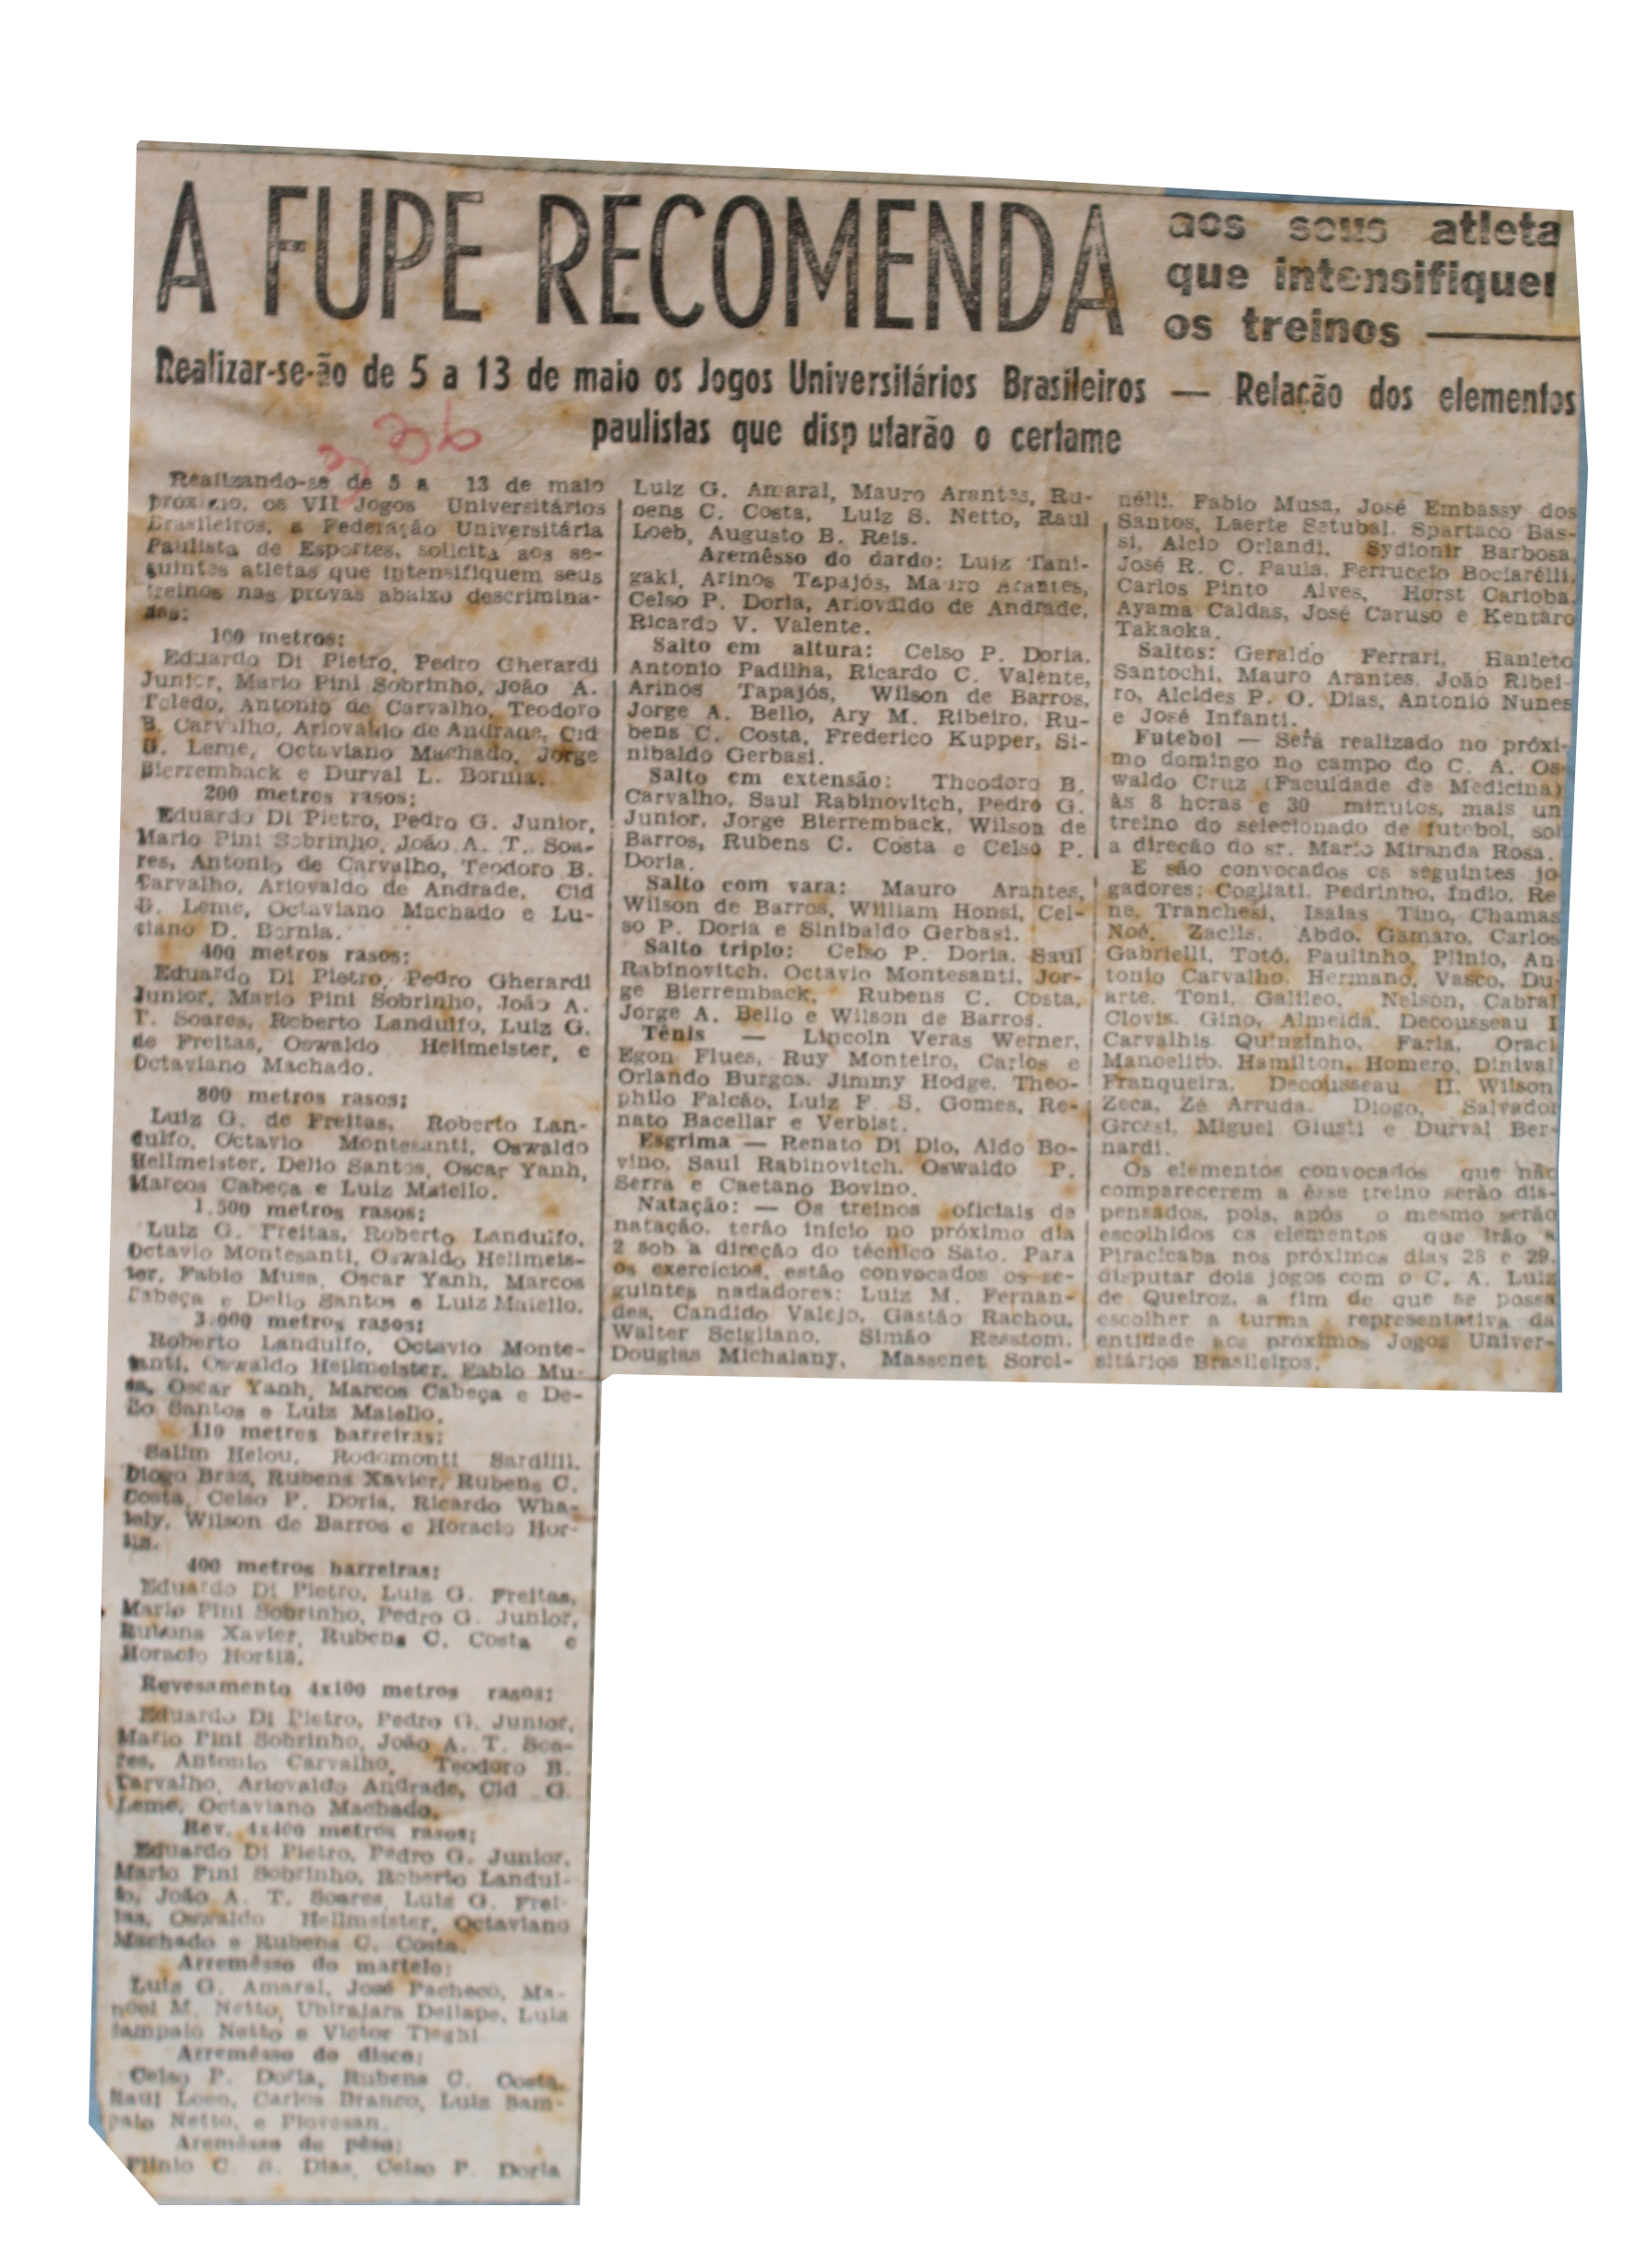 A FUPE RECOMENDA
aos seus atleta
que intensifiquer
os treinos
Realizar-se-ão de 5 a 13 de maio os Jogos Universitários Brasileiros — Relação dos elementos
paulistas que disputarão o certame
Realizando-se de 5 a 13 de maio
próximo, os VII Jogos Universitários
Brasileiros, a Federação Universitária
Paulista de Esportes, solicita aos se-
guintes atletas que intensifiquem seus
treinos nas provas abaixo descrimina-
das:
100 metros:
Eduardo Di Pietro, Pedro Gherardi
Junior, Mario Pini Sobrinho, João A.
Toledo, Antonio de Carvalho, Teodoro
B. Carvalho, Ariovaldo de Andrade, Cid
G. Leme, Octaviano Machado, Jorge
Bierremback e Durval L. Bornia.
200 metros rasos:
Eduardo Di Pietro, Pedro G. Junior,
Mario Pini Sobrinho, João A. T. Soa-
res, Antonio de Carvalho, Teodoro B.
Carvalho, Ariovaldo de Andrade, Cid
D. Leme, Octaviano Machado e Lu-
ciano D. Bornia.
400 metros rasos:
Eduardo Di Pietro, Pedro Gherardi
Junior, Mario Pini Sobrinho, João A.
T. Soares, Roberto Landulfo, Luiz G.
de Freitas, Oswaldo Hellmeister, e
Octaviano Machado.
800 metros rasos:
Luiz G. de Freitas, Roberto Lan-
dulfo, Octavio Montesanti, Oswaldo
Hellmeister, Delio Santos, Oscar Yanh,
Marcos Cabeça e Luiz Maiello.
1.500 metros rasos:
Luiz G. Freitas, Roberto Landulfo,
Octavio Montesanti, Oswaldo Hellmeis-
ter, Fabio Musa, Oscar Yanh, Marcos
Cabeça e Delio Santos e Luiz Maiello.
3.000 metros rasos:
Roberto Landulfo, Octavio Monte-
santi, Oswaldo Hellmeister, Fabio Mu-
sa, Oscar Yanh, Marcos Cabeça e De-
lio Santos e Luiz Maiello.
110 metros barreiras:
Salim Helou, Rodomonti Sardilli,
Diogo Braz, Rubens Xavier, Rubens C.
Costa, Celso P. Doria, Ricardo Wha-
tely, Wilson de Barros e Horacio Hor-
tiz.
400 metros barreiras:
Eduardo Di Pietro, Luiz G. Freitas,
Mario Pini Sobrinho, Pedro G. Junior,
Rubens Xavier, Rubens C. Costa e
Horacio Hortiz.
Revesamento 4x100 metros rasos:
Eduardo Di Pietro, Pedro G. Junior,
Mario Pini Sobrinho, João A. T. Soa-
res, Antonio Carvalho, Teodoro B.
Carvalho, Ariovaldo Andrade, Cid G.
Leme, Octaviano Machado.
Rev. 4x400 metros rasos:
Eduardo Di Pietro, Pedro G. Junior,
Mario Pini Sobrinho, Roberto Landul-
fo, João A. T. Soares, Luiz G. Frei-
tas, Oswaldo Hellmeister, Octaviano
Machado e Rubens C. Costa.
Arremêsso do martelo:
Luiz G. Amaral, José Pacheco, Ma-
noel M. Netto, Ubirajara Dellape, Luiz
Sampaio Netto e Victor Tieghi
Arremêsso do disco:
Celso P. Doria, Rubens C. Costa,
Raul Loeo, Carlos Branco, Luiz Sam-
paio Netto, e Piovesan.
Aremêsso do pêso:
Plinio C. S. Dias, Celso P. Doria
Luiz G. Amaral, Mauro Arantes, Ru-
bens C. Costa, Luiz S. Netto, Raul
Loeb, Augusto B. Reis.
Aremêsso do dardo: Luiz Tani-
gaki, Arinos Tapajós, Mauro Arantes,
Celso P. Doria, Ariovaldo de Andrade,
Ricardo V. Valente.
Salto em altura: Celso P. Doria,
Antonio Padilha, Ricardo C. Valente,
Arinos Tapajós, Wilson de Barros,
Jorge A. Bello, Ary M. Ribeiro, Ru-
bens C. Costa, Frederico Kupper, Si-
nibaldo Gerbasi.
Salto em extensão: Theodoro B.
Carvalho, Saul Rabinovitch, Pedro G.
Junior, Jorge Bierremback, Wilson de
Barros, Rubens C. Costa e Celso P.
Doria.
Salto com vara: Mauro Arantes,
Wilson de Barros, William Honsi, Cel-
so P. Doria e Sinibaldo Gerbasi.
Salto triplo: Celso P. Doria, Saul
Rabinovitch, Octavio Montesanti, Jor-
ge Bierremback, Rubens C. Costa,
Jorge A. Bello e Wilson de Barros.
Tênis — Lincoln Veras Werner,
Egon Flues, Ruy Monteiro, Carlos e
Orlando Burgos, Jimmy Hodge, Theo-
philo Falcão, Luiz F. S. Gomes, Re-
nato Bacellar e Verbist.
Esgrima — Renato Di Dio, Aldo Bo-
vino, Saul Rabinovitch, Oswaldo P.
Serra e Caetano Bovino.
Natação: — Os treinos oficiais de
natação, terão início no próximo dia
2 sob a direção do técnico Sato. Para
os exercícios, estão convocados os se-
guintes nadadores: Luiz M. Fernan-
des, Candido Valejo, Gastão Rachou,
Walter Scigliano, Simão Resstom,
Douglas Michalany, Massenet Sorci-
nélli, Fabio Musa, José Embassy dos
Santos, Laerte Setubal, Spartaco Bas-
si, Alcio Orlandi, Sydionir Barbosa,
José R. C. Paula, Ferruccio Bociarélli,
Carlos Pinto Alves, Horst Carioba,
Ayama Caldas, José Caruso e Kentaro
Takaoka.
Saltos: Geraldo Ferrari, Hanleto
Santochi, Mauro Arantes, João Ribei-
ro, Alcides P. O. Dias, Antonio Nunes
e José Infanti.
Futebol — Será realizado no próxi-
mo domingo no campo do C. A. Os-
waldo Cruz (Faculdade de Medicina)
às 8 horas e 30 minutos, mais un
treino do selecionado de futebol, sob
a direção do sr. Mario Miranda Rosa.
E são convocados os seguintes jo
gadores: Cogliati, Pedrinho, Índio, Re
ne, Tranchesi, Isaias Tino, Chamas
Noé, Zaclis, Abdo, Gamaro, Carlos
Gabrielli, Totó, Paulinho, Plinio, An
tonio Carvalho, Hermano, Vasco, Du-
arte, Toni, Galileo, Nelson, Cabral
Clovis, Gino, Almeida, Decousseau I
Carvalhis Quinzinho, Faria, Oraci
Manoelito, Hamilton, Homero, Dinival
Franqueira, Decousseau II, Wilson
Zeca, Zé Arruda, Diogo, Salvador
Grossi, Miguel Giusti e Durval Ber-
nardi.
Os elementos convocados que não
comparecerem a êsse treino serão dis-
pensados, pois, após o mesmo serão
escolhidos os elementos que irão a
Piracicaba nos próximos dias 28 e 29,
disputar dois jogos com o C. A. Luiz
de Queiroz, a fim de que se possa
escolher a turma representativa da
entidade aos próximos Jogos Univer-
sitários Brasileiros.